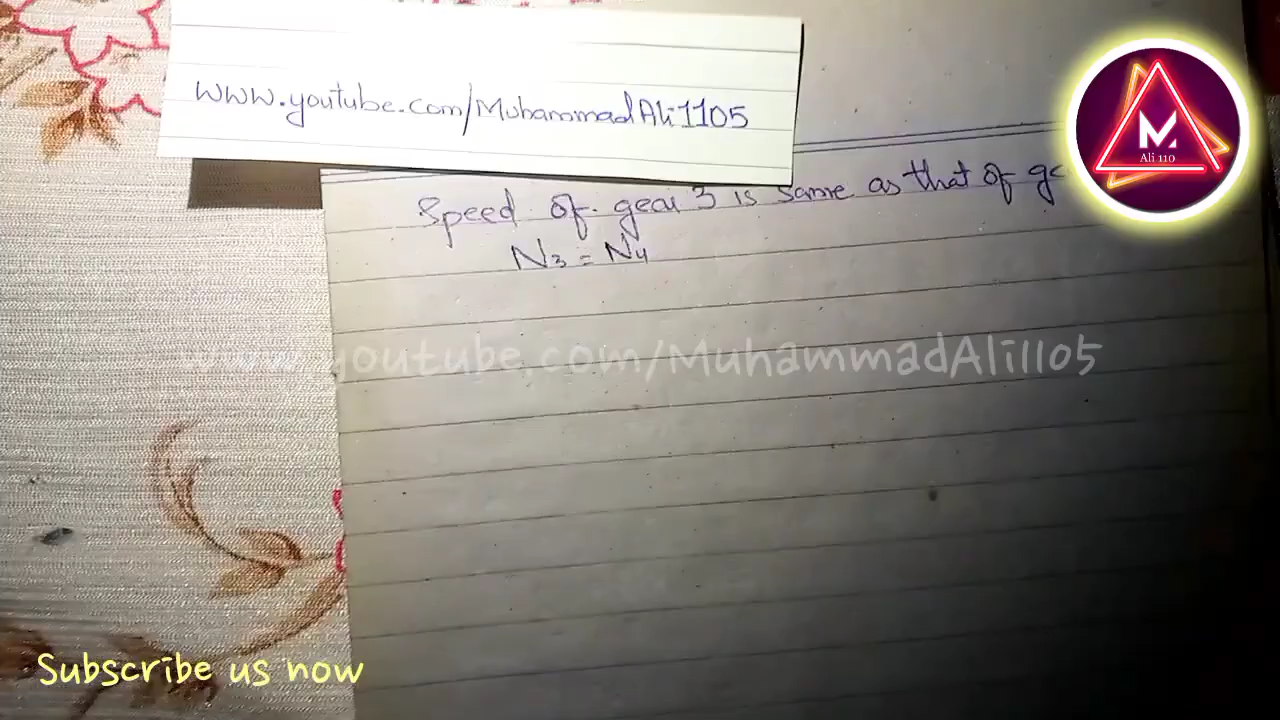 www.youtube.com/MuhammadAli1105
M.
Ali 110
Speed of gear 3 is same as that of
N3 = N4
www.youtube.com/MuhammadAli1105
Subscribe us now